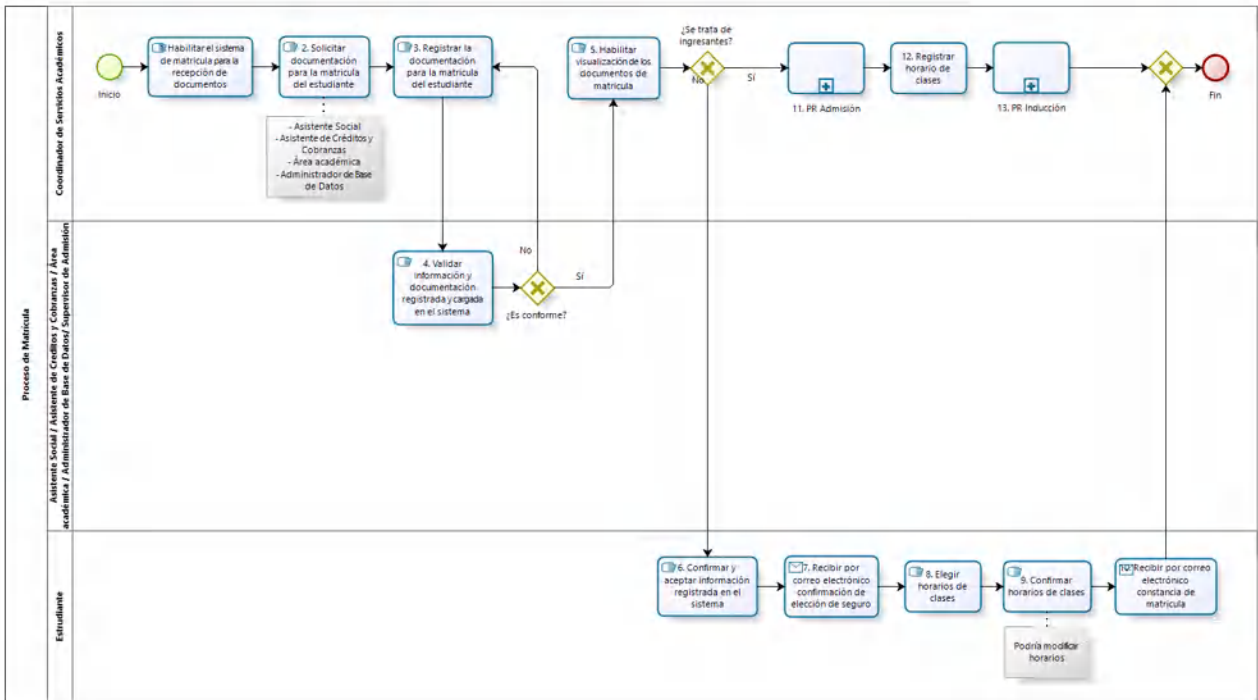 Proceso de Matrícula
Coordinador de Servicios Académicos
Inicio
Habilitar el sistema
de matrícula para la
recepción de
documentos
2. Solicitar
documentación
para la matricula
del estudiante
- Asistente Social
- Asistente de Créditos y
Cobranzas
- Área académica
- Administrador de Base
de Datos
3. Registrar la
documentación
para la matricula
del estudiante
5. Habilitar
visualización de los
documentos de
matrícula
¿Se trata de
ingresantes?
No
Sí
11. PR Admisión
12. Registrar
horario de
clases
13. PR Inducción
Fin
Asistente Social / Asistente de Creditos y Cobranzas / Área
académica / Administrador de Base de Datos/ Supervisor de Admisión
4. Validar
información y
documentación
registrada y cargada
en el sistema
No
Sí
¿Es conforme?
Estrudiante
6. Confirmar y
aceptar información
registrada en el
sistema
7. Recibir por
correo electrónico
confirmación de
elección de seguro
8. Elegir
horarios de
clases
9. Confirmar
horarios de clases
Podría modificar
horarios
10. Recibir por correo
electrónico
constancia de
matrícula